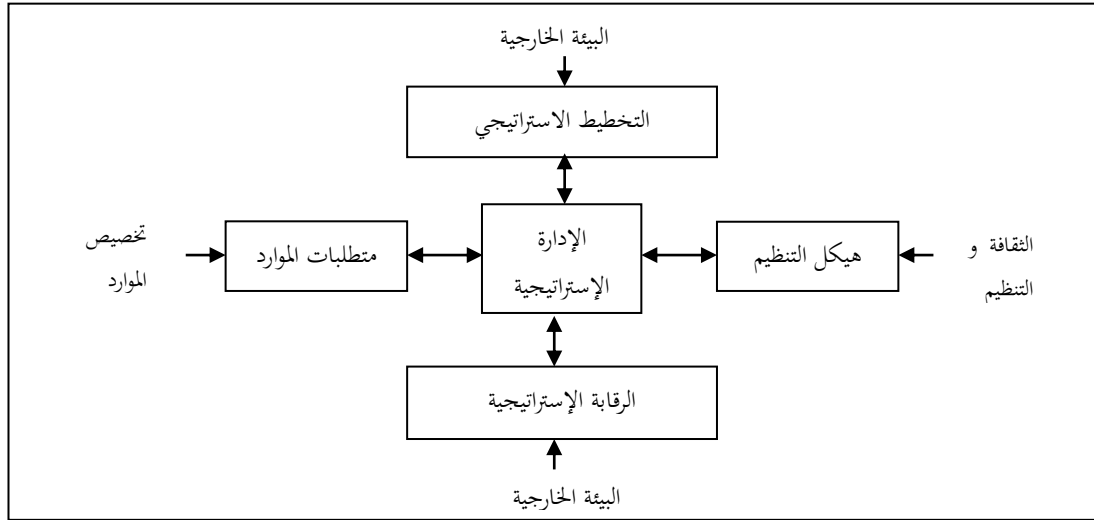 البيئة الخارجية
التخطيط الاستراتيجي
الثقافة و
التنظيم
هيكل التنظيم
الإدارة
الإستراتيجية
متطلبات الموارد
تخصيص
الموارد
الرقابة الإستراتيجية
البيئة الخارجية